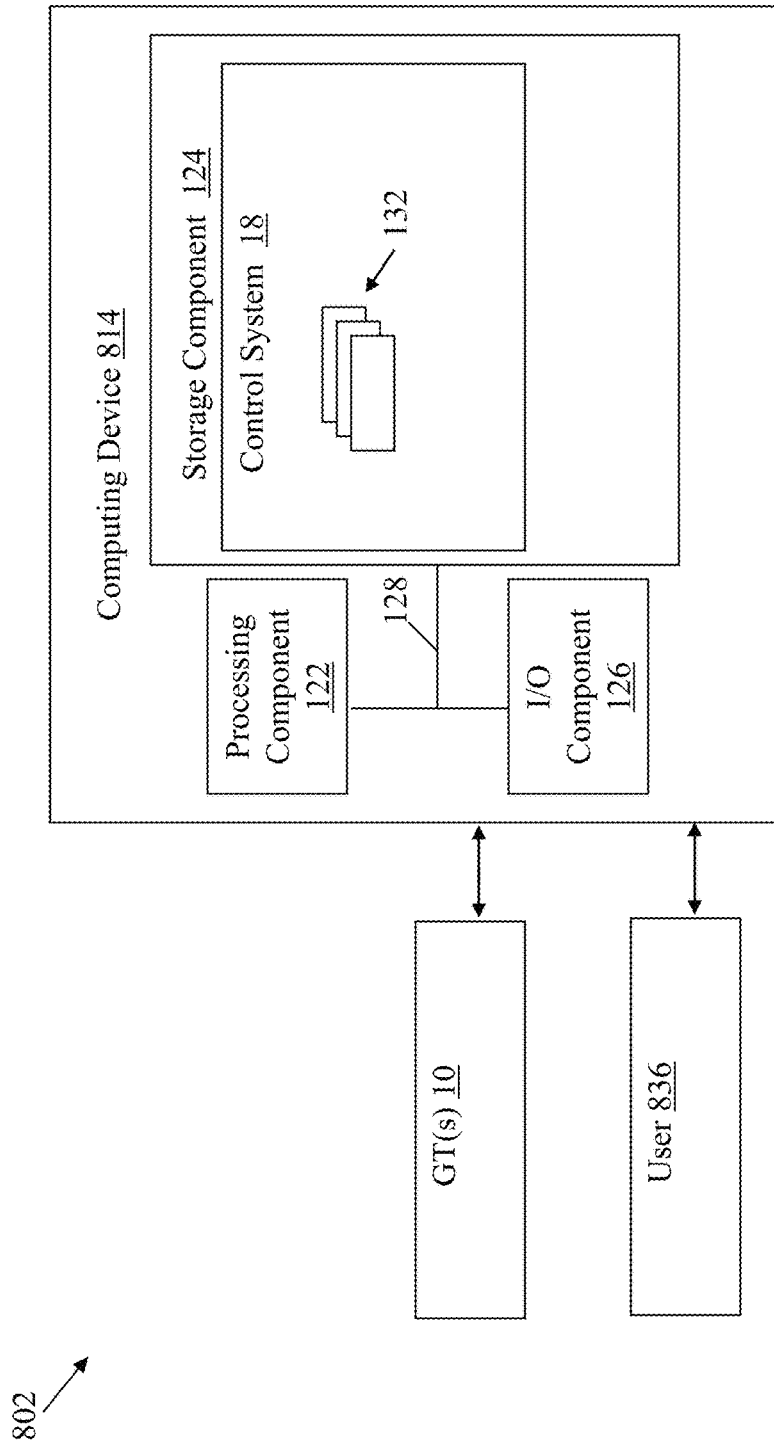 802
Computing Device 814
Storage Component 124
Control System 18
132
Processing
Component
122
128
I/O
Component
126
GT(s) 10
User 836